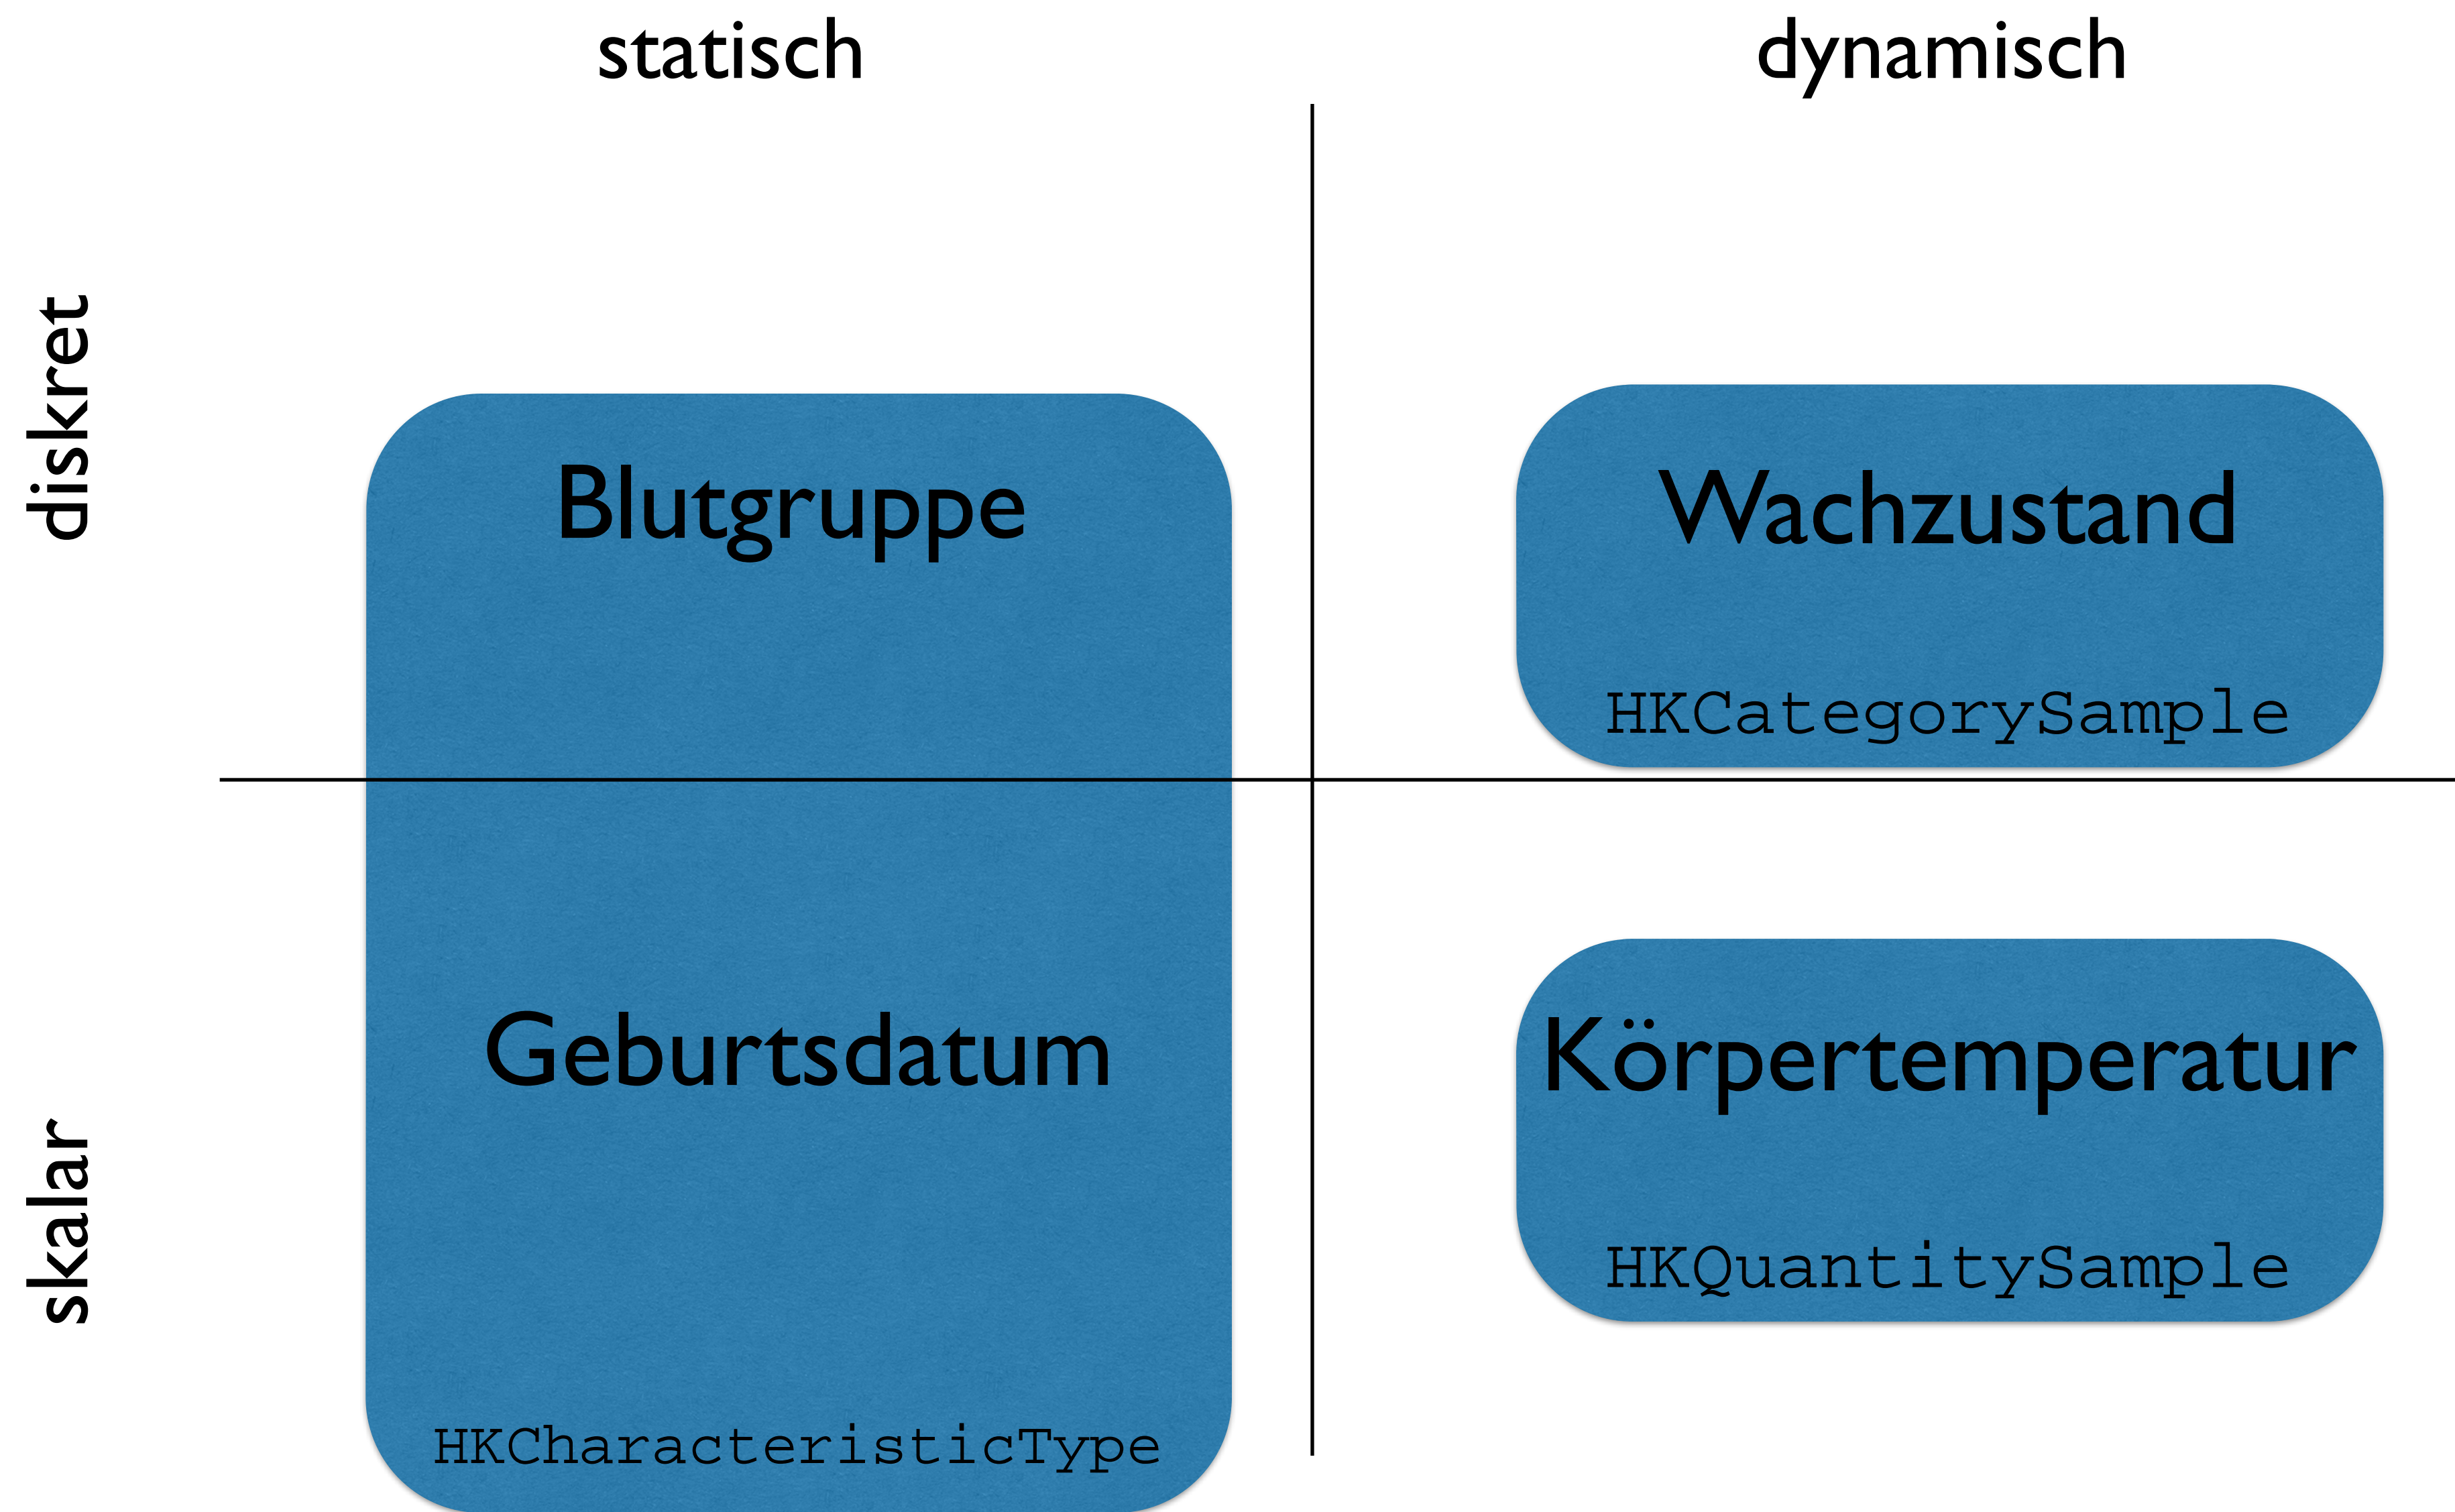 statisch
dynamisch
diskret
Blutgruppe
Wachzustand
HKCategorySample
skalar
Geburtsdatum
Körpertemperatur
HKQuantitySample
HKCharacteristicType